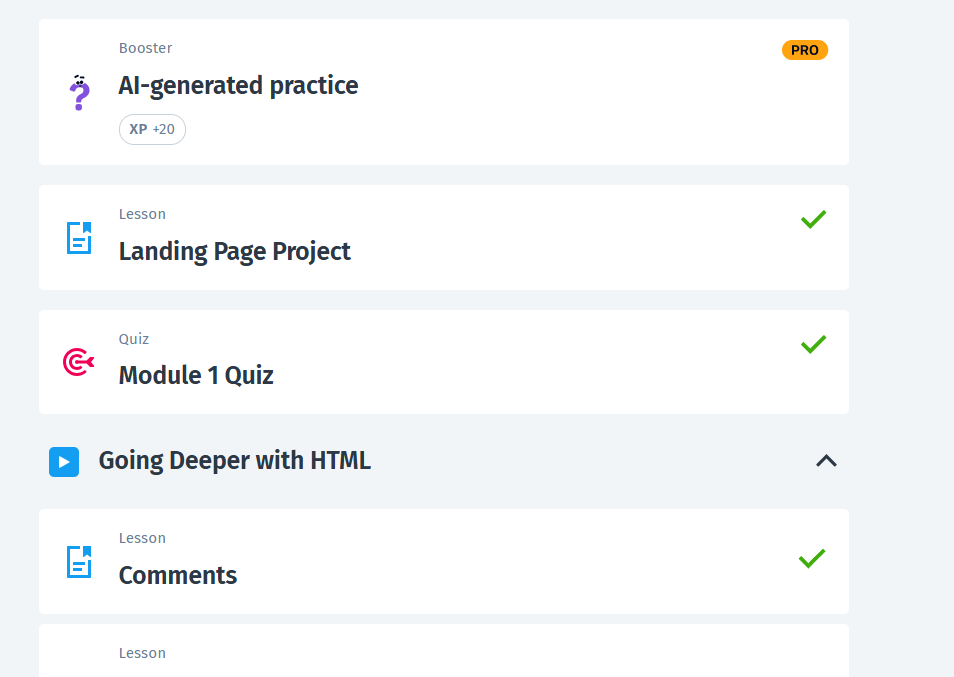 Booster
PRO
AI-generated practice
XP +20
Lesson
Landing Page Project
Quiz
Module 1 Quiz
Going Deeper with HTML
Lesson
Comments
Lesson